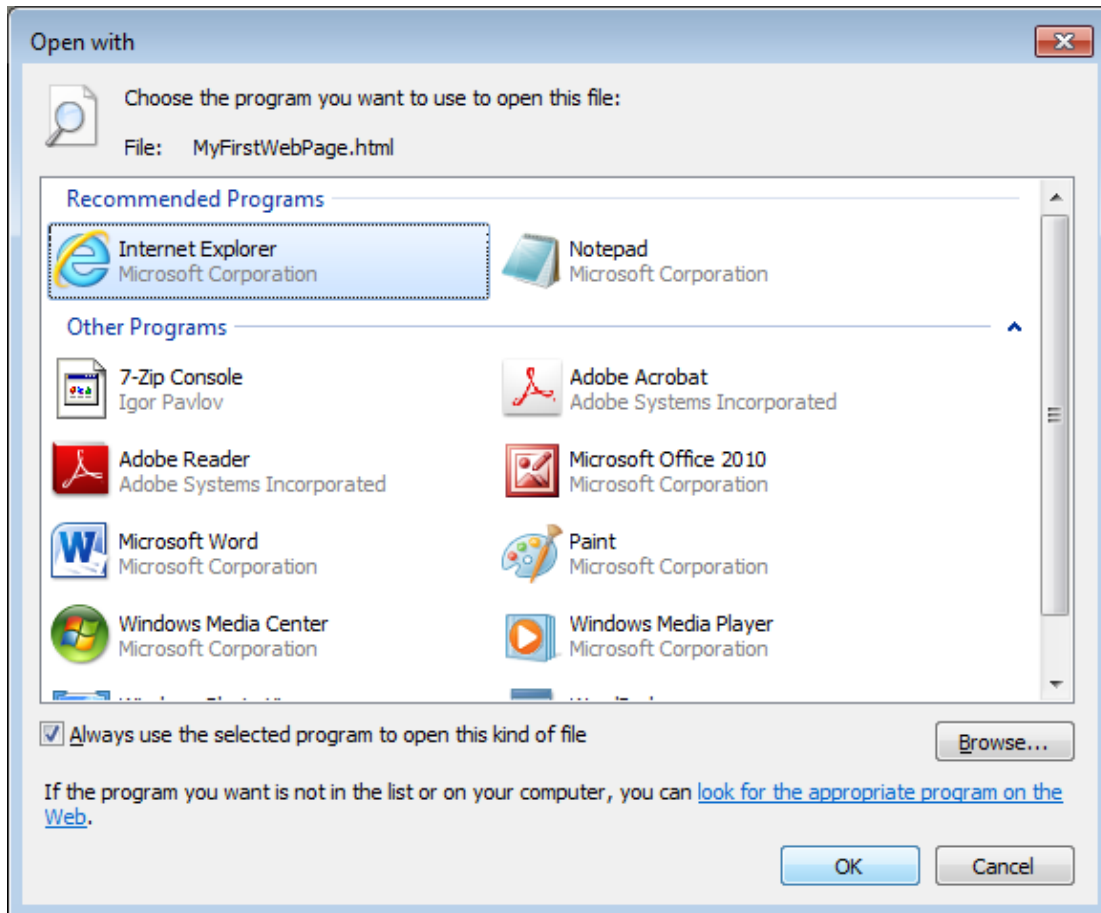 Open with
Choose the program you want to use to open this file:
File: MyFirstWebPage.html
Recommended Programs
Internet Explorer
Microsoft Corporation
Notepad
Microsoft Corporation
Other Programs
7-Zip Console
Igor Pavlov
Adobe Acrobat
Adobe Systems Incorporated
Adobe Reader
Adobe Systems Incorporated
Microsoft Office 2010
Microsoft Corporation
Microsoft Word
Microsoft Corporation
Paint
Microsoft Corporation
Windows Media Center
Microsoft Corporation
Windows Media Player
Microsoft Corporation
Always use the selected program to open this kind of file
Browse...
If the program you want is not in the list or on your computer, you can look for the appropriate program on the
Web.
OK
Cancel